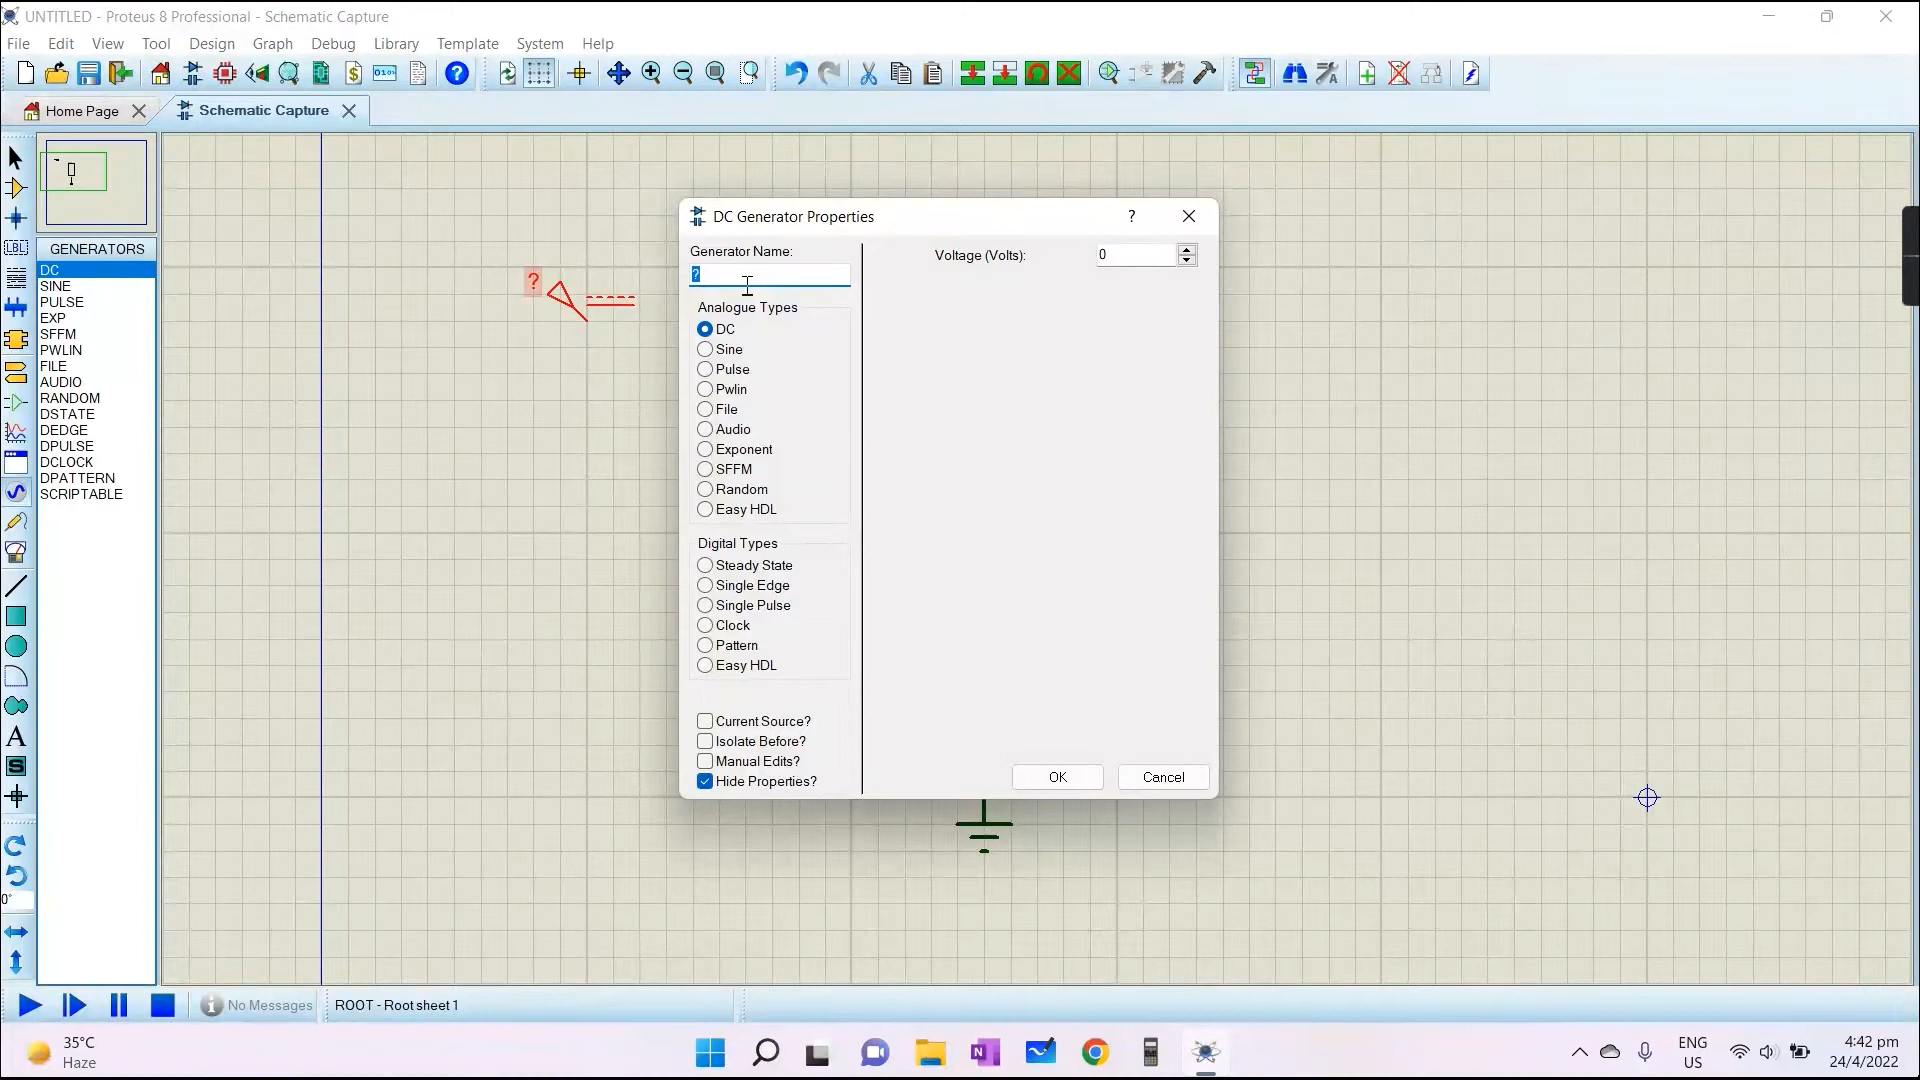 UNTITLED - Proteus 8 Professional - Schematic Capture
File Edit View Tool Design Graph Debug Library Template System Help
Home Page Schematic Capture
GENERATORS
DC
SINE
PULSE
EXP
SFFM
PWLIN
FILE
AUDIO
RANDOM
DSTATE
DEDGE
DPULSE
DCLOCK
DPATTERN
SCRIPTABLE
LBL
A
S
0°
?
DC Generator Properties ?
Generator Name:
?
Analogue Types
DC
Sine
Pulse
Pwlin
File
Audio
Exponent
SFFM
Random
Easy HDL
Digital Types
Steady State
Single Edge
Single Pulse
Clock
Pattern
Easy HDL
Current Source?
Isolate Before?
Manual Edits?
Hide Properties?
Voltage (Volts): 0
OK Cancel
No Messages ROOT - Root sheet 1
35°C
Haze
ENG
US
4:42 pm
24/4/2022